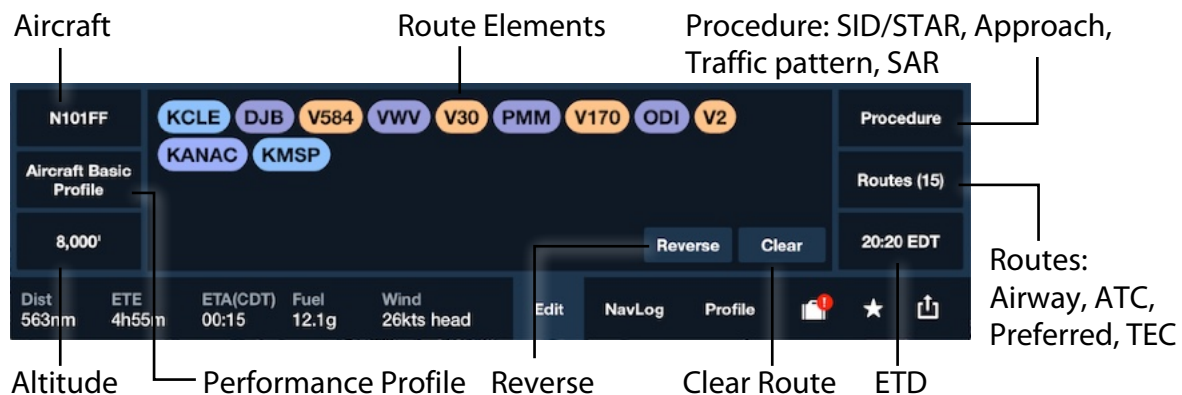 Aircraft
Route Elements
Procedure: SID/STAR, Approach,
Traffic pattern, SAR
N101FF
KCLE DJB V584 VWV V30 PMM V170 ODI V2
Procedure
KANAC KMSP
Aircraft Basic
Profile
Routes (15)
8,000'
Reverse Clear
20:20 EDT
Routes:
Airway, ATC,
Preferred, TEC
Dist ETE ETA(CDT) Fuel Wind
563nm 4h55m 00:15 12.1g 26kts head
Edit NavLog Profile !
Altitude Performance Profile Reverse Clear Route ETD